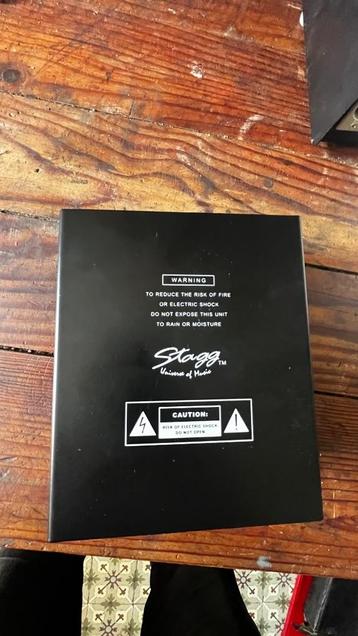 WARNING
TO REDUCE THE RISK OF FIRE
OR ELECTRIC SHOCK
DO NOT EXPOSE THIS UNIT
TO RAIN OR MOISTURE
Stagg TM
Universe of Music
CAUTION:
RISK OF ELECTRIC SHOCK
DO NOT OPEN